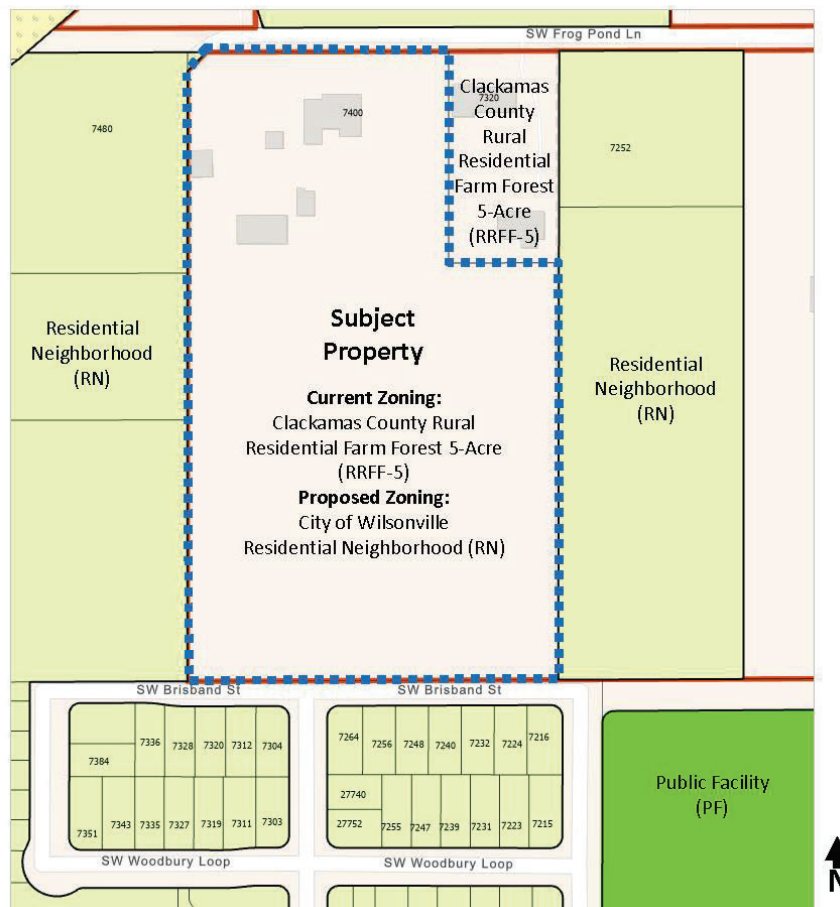 SW Frog Pond Ln
7480
7400
7320
Clackamas
County
Rural
Residential
Farm Forest
5-Acre
(RRFF-5)
7252
Residential
Neighborhood
(RN)
Subject
Property
Current Zoning:
Clackamas County Rural
Residential Farm Forest 5-Acre
(RRFF-5)
Proposed Zoning:
City of Wilsonville
Residential Neighborhood (RN)
Residential
Neighborhood
(RN)
SW Brisband St
SW Brisband St
7384
7336
7328
7320
7312
7304
7351
7343
7335
7327
7319
7311
7303
7264
7256
7248
7240
7232
7224
7216
27740
27752
7255
7247
7239
7231
7223
7215
Public Facility
(PF)
SW Woodbury Loop
SW Woodbury Loop
N